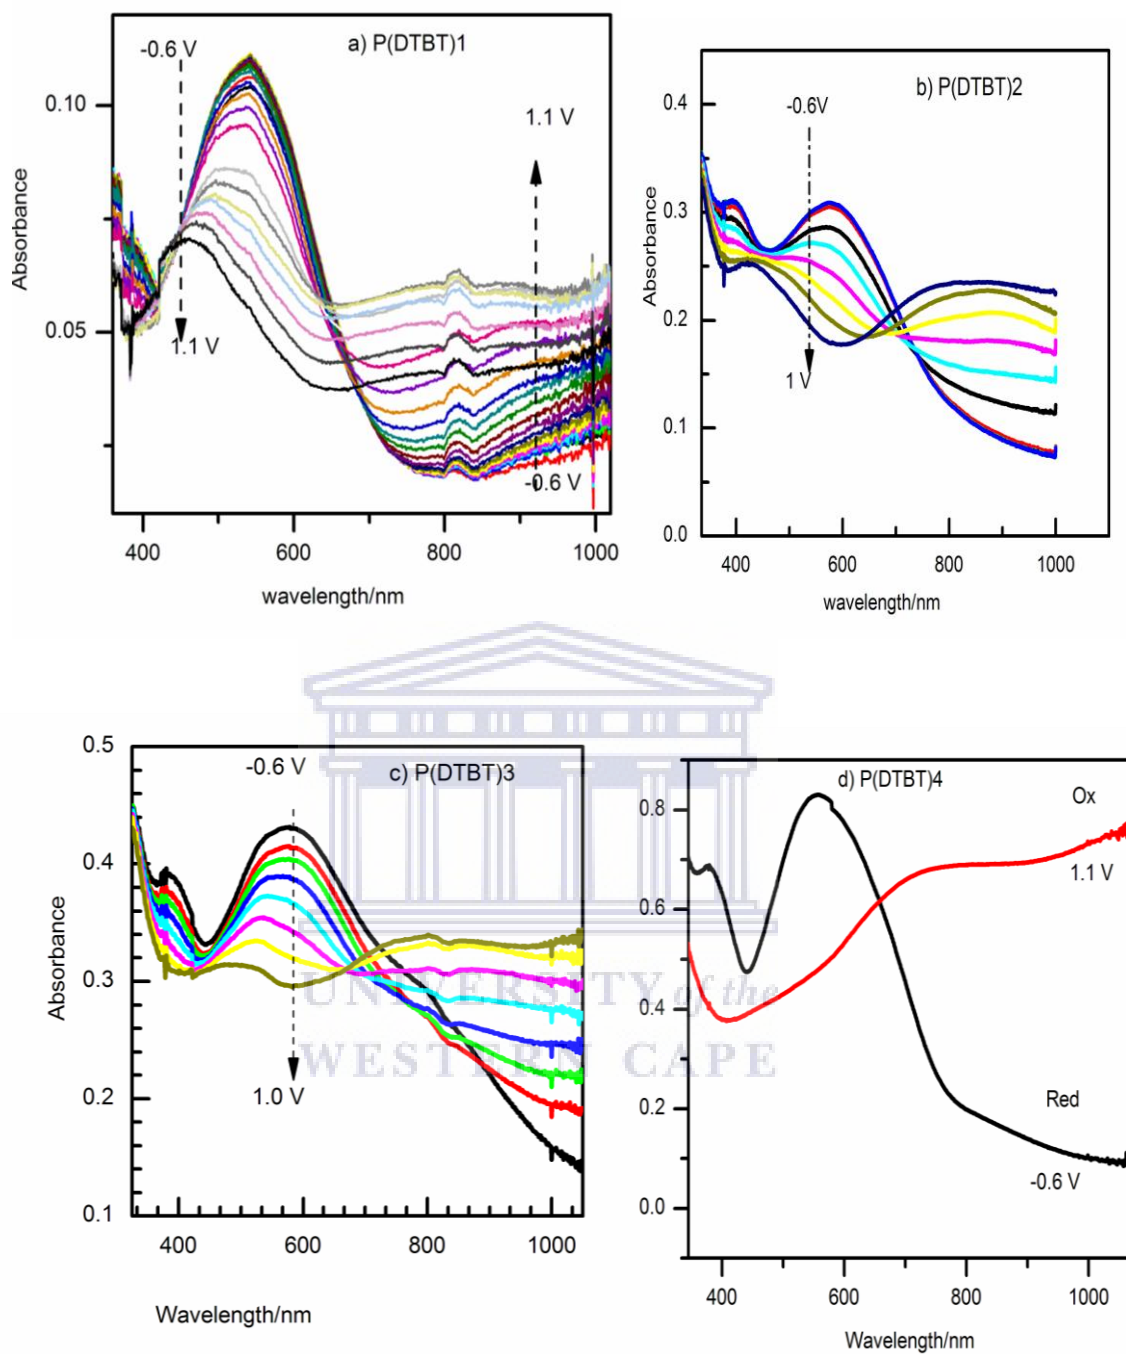 a) P(DTBT)1
-0.6 V
1.1 V
1.1 V
-0.6 V
0.10
0.05
Absorbance
400
600
800
1000
wavelength/nm
b) P(DTBT)2
-0.6V
1 V
0.4
0.3
0.2
0.1
0.0
Absorbance
400
600
800
1000
wavelength/nm
c) P(DTBT)3
-0.6 V
1.0 V
0.5
0.4
0.3
0.2
0.1
Absorbance
400
600
800
1000
Wavelength/nm
d) P(DTBT)4
Ox
1.1 V
Red
-0.6 V
0.8
0.6
0.4
0.2
0.0
400
600
800
1000
Wavelength/nm
UNIVERSITY of the
WESTERN CAPE